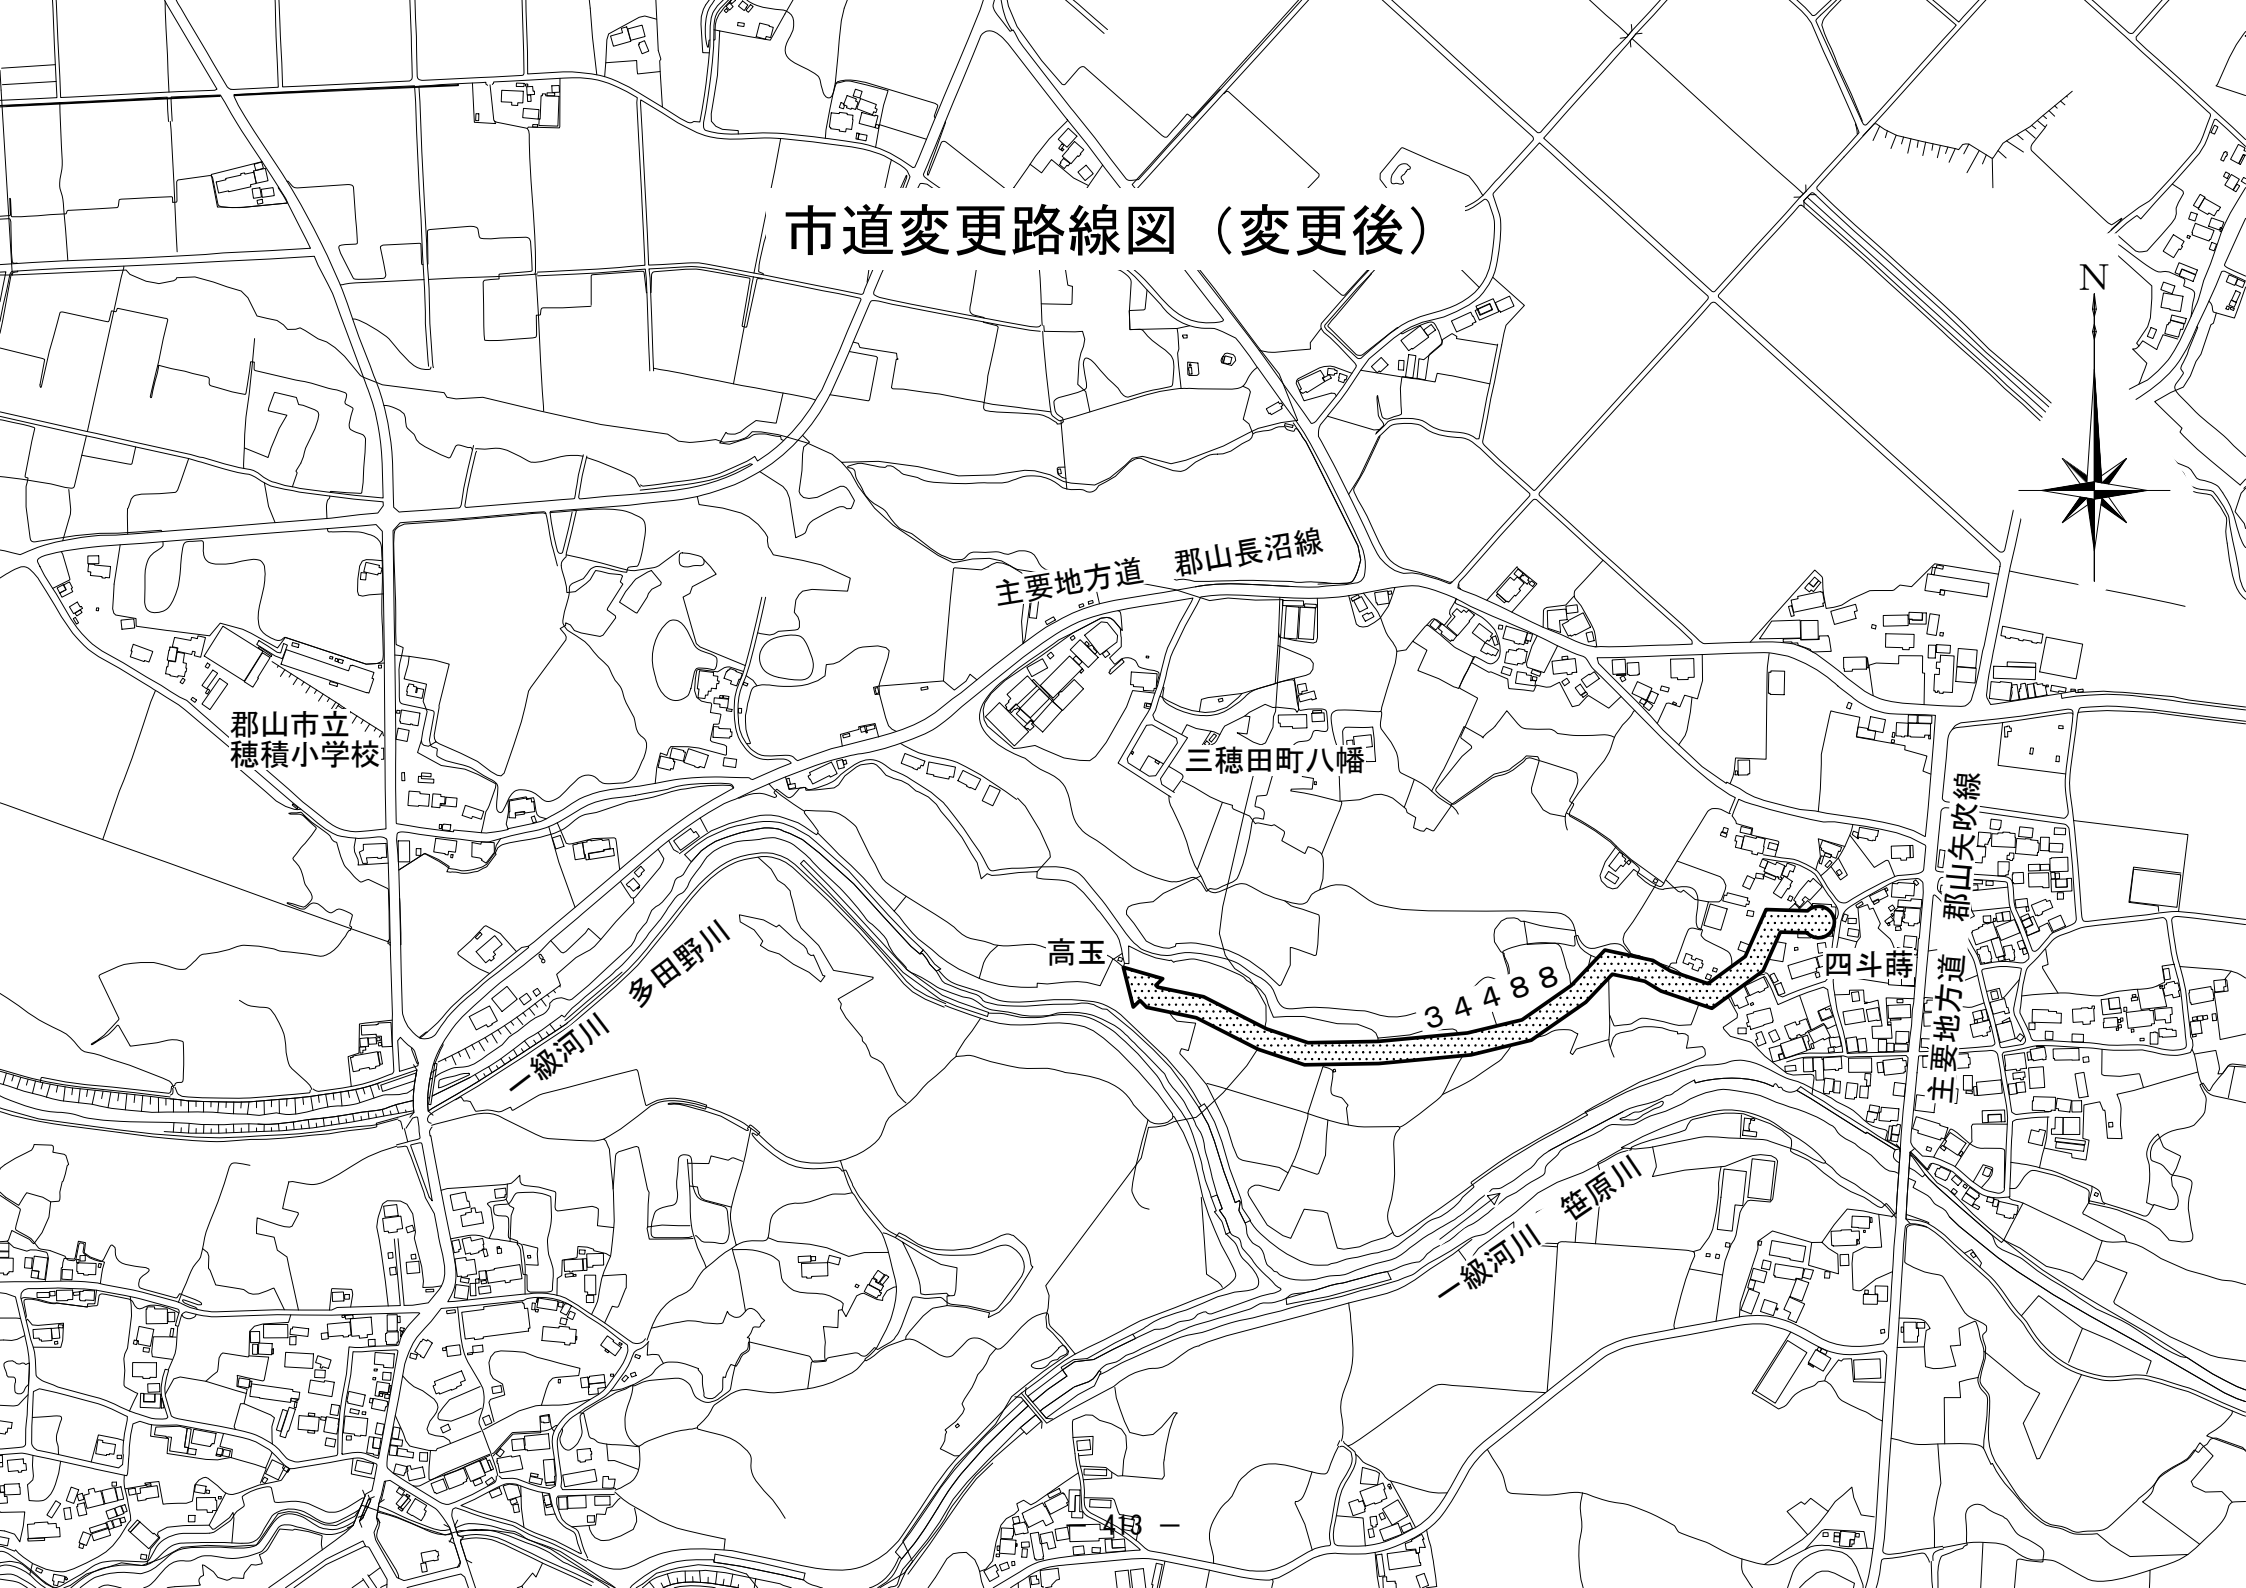 市道変更路線図（変更後）
N
主要地方道　郡山長沼線
郡山市立
穂積小学校
三穂田町八幡
主要地方道　郡山矢吹線
高玉
四斗蒔
34488
一級河川　多田野川
一級河川　笹原川
－ 413 －